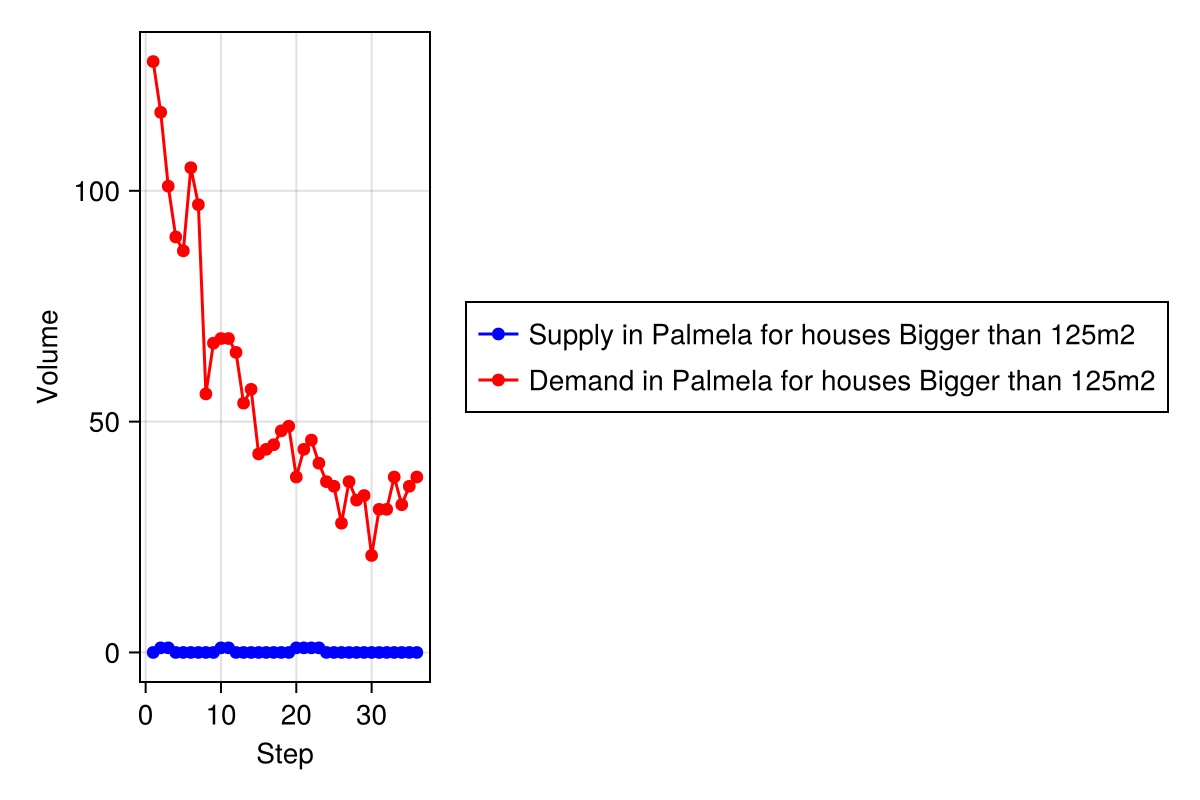 Volume
100
50
0
0 10 20 30
Step
Supply in Palmela for houses Bigger than 125m2
Demand in Palmela for houses Bigger than 125m2